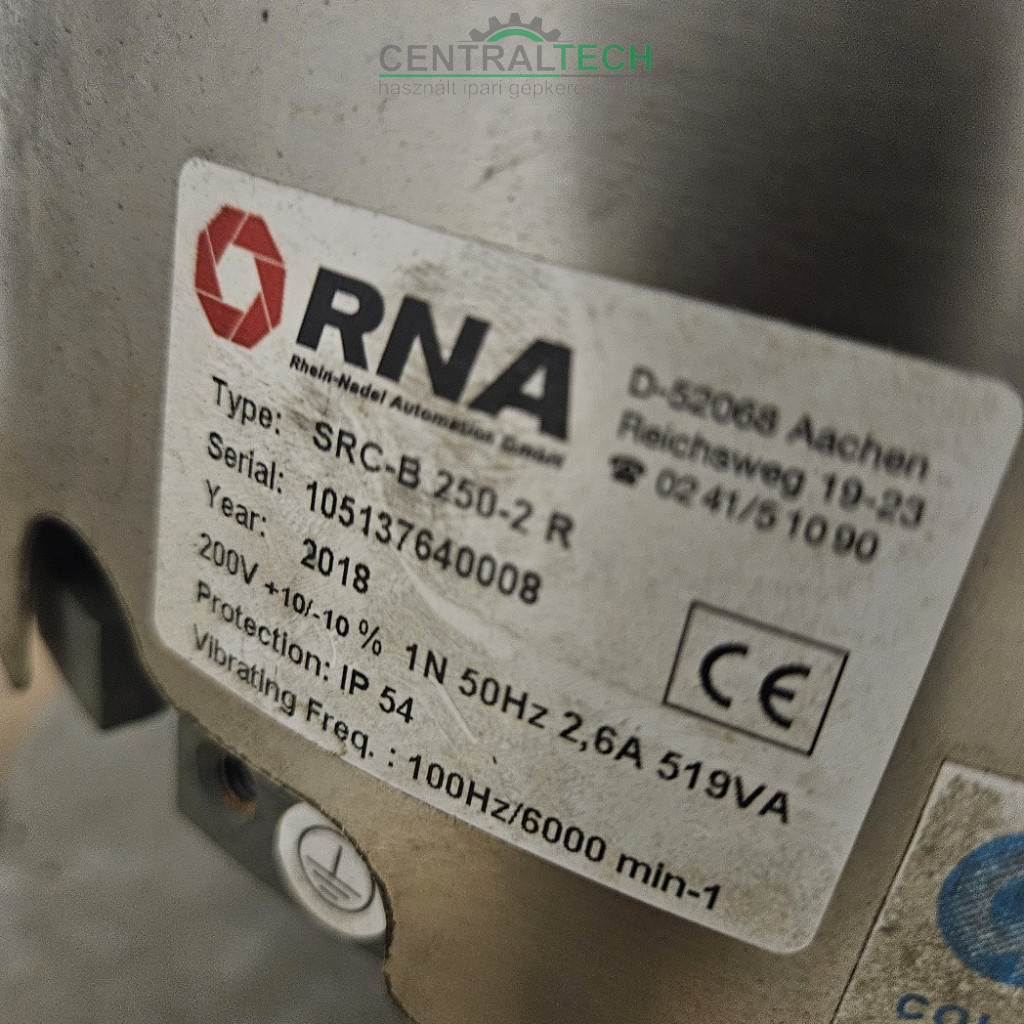 CENTRALTECH
használt ipari
RNA
Rhein-Nadel Automation GmbH
D-52068 Aachen
Reichsweg 19-23
☎ 02 41/5 10 90
Type: SRC-B 250-2 R
Serial: 105137640008
Year: 2018
200V +10/-10 % 1N 50Hz 2,6A 519VA
Protection: IP 54
Vibrating Freq. : 100Hz/6000 min-1
CE